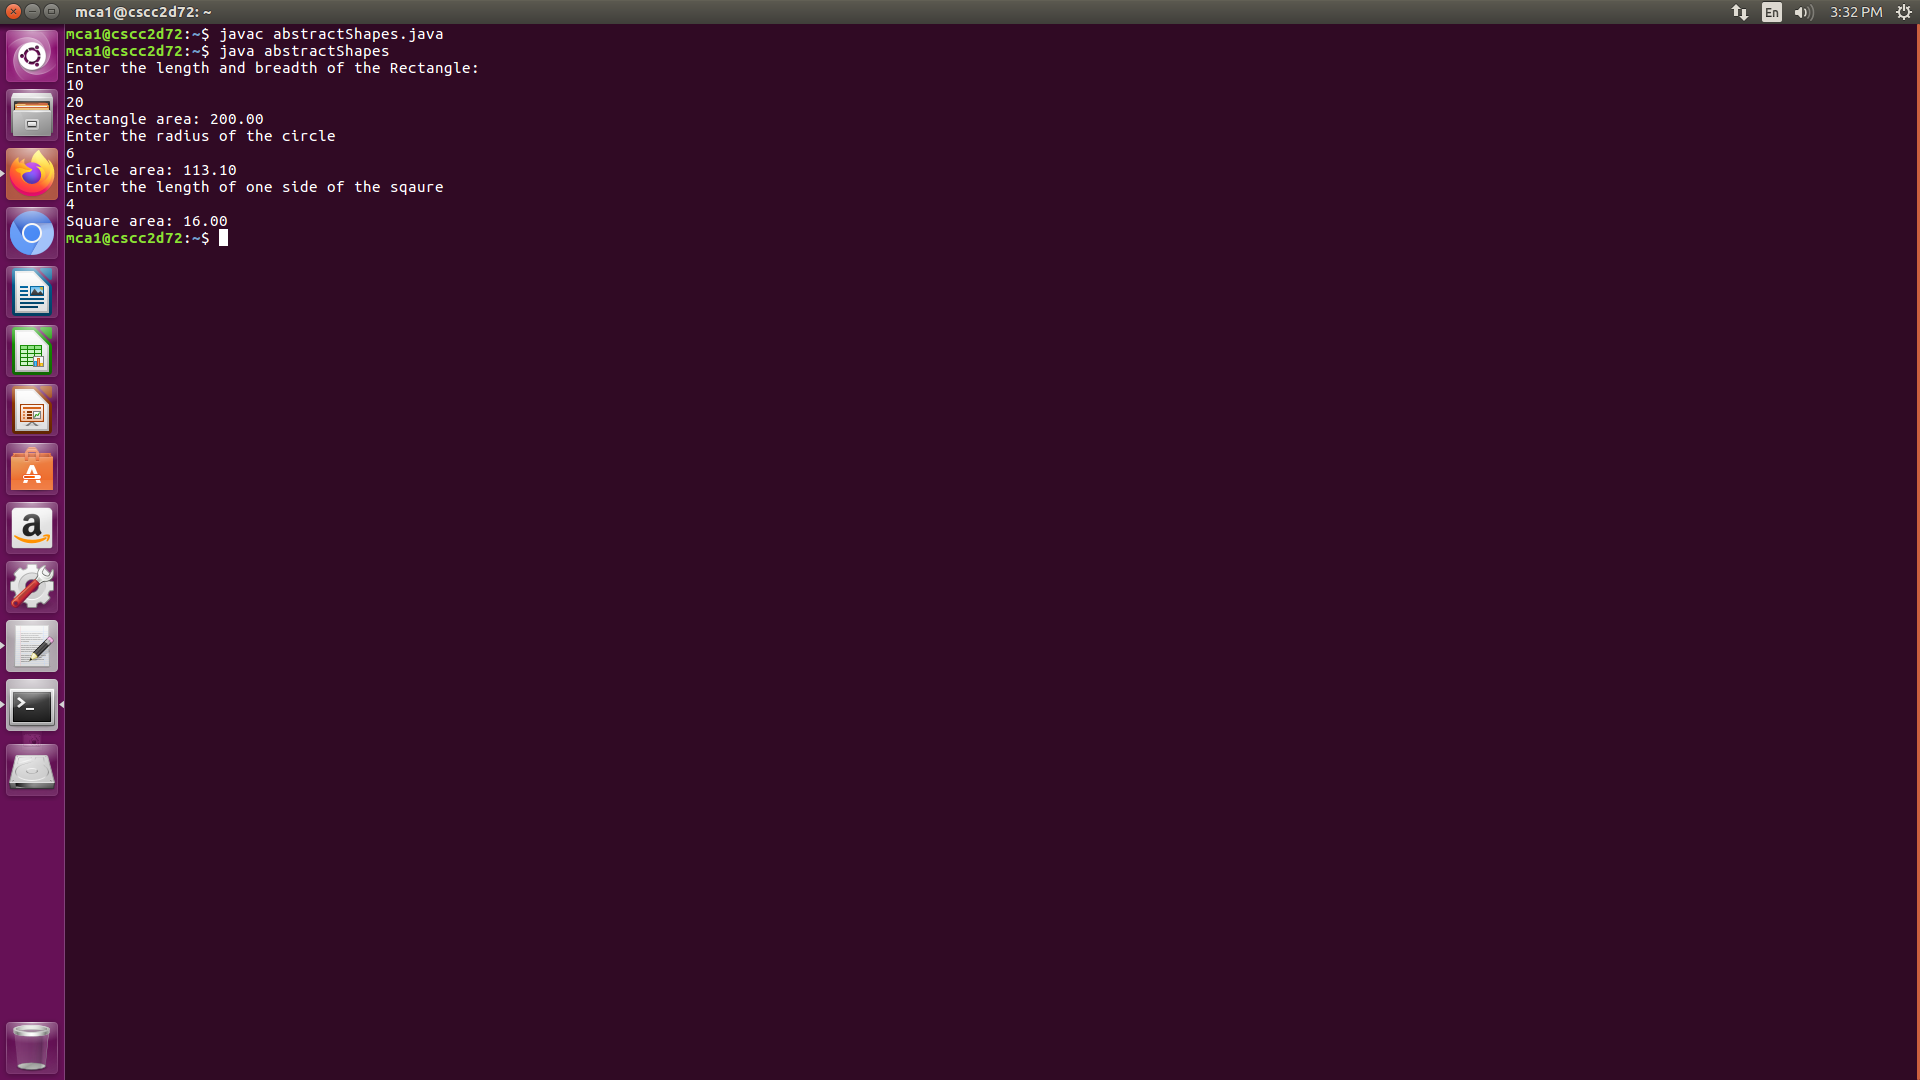 mca1@cscc2d72: ~
En
3:32 PM
mca1@cscc2d72:~$ javac abstractShapes.java
mca1@cscc2d72:~$ java abstractShapes
Enter the length and breadth of the Rectangle:
10
20
Rectangle area: 200.00
Enter the radius of the circle
6
Circle area: 113.10
Enter the length of one side of the sqaure
4
Square area: 16.00
mca1@cscc2d72:~$